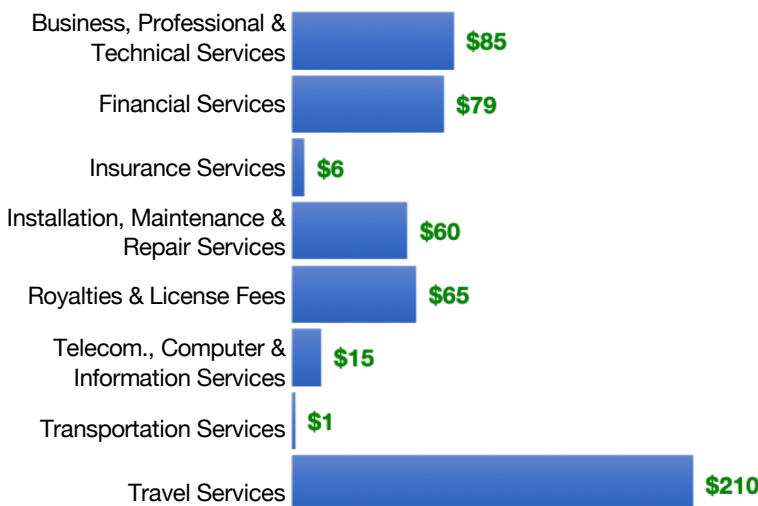 Business, Professional &
Technical Services
$85
Financial Services
$79
Insurance Services
$6
Installation, Maintenance &
Repair Services
$60
Royalties & License Fees
$65
Telecom., Computer &
Information Services
$15
Transportation Services
$1
Travel Services
$210